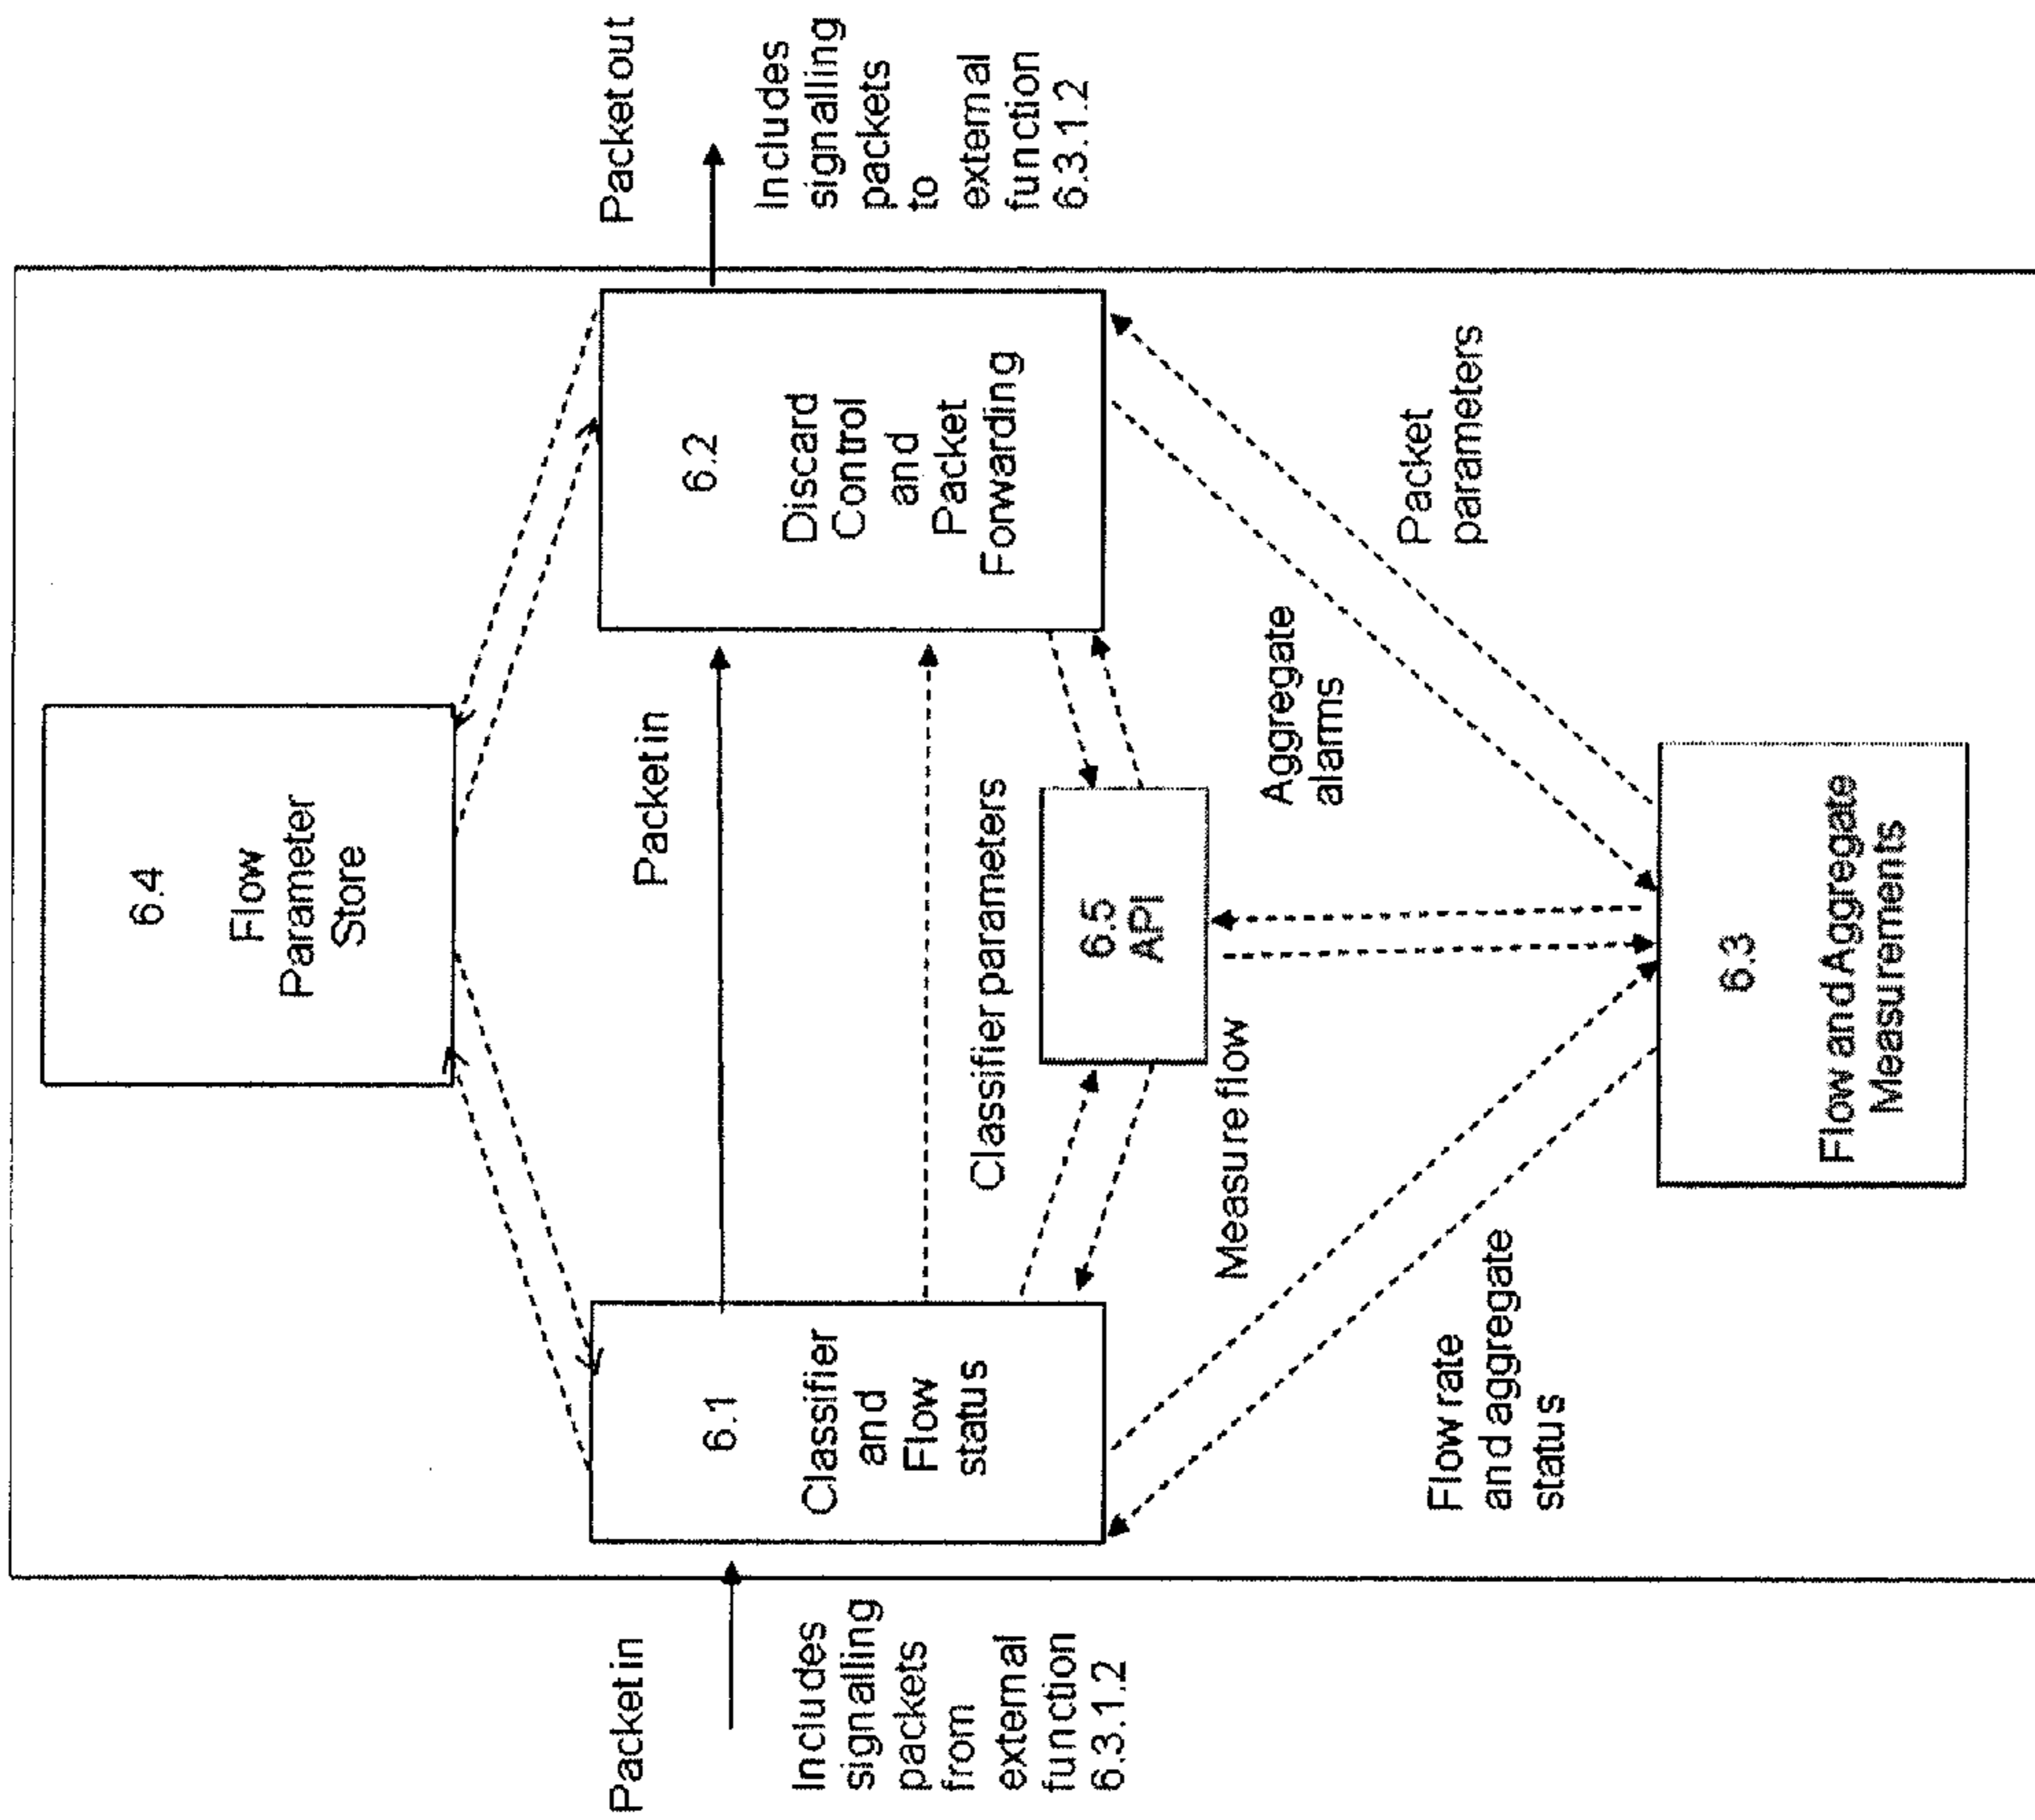 Packet in
Includes
signalling
packets
from
external
function
6.3.1.2
6.1
Classifier
and
Flow
status
6.4
Flow
Parameter
Store
Packet in
Classifier parameters
6.5
API
Measure flow
Flow rate
and aggregate
status
6.3
Flow and Aggregate
Measurements
Aggregate
alarms
Packet
parameters
6.2
Discard
Control
and
Packet
Forwarding
Packet out
Includes
signalling
packets
to
external
function
6.3.1.2